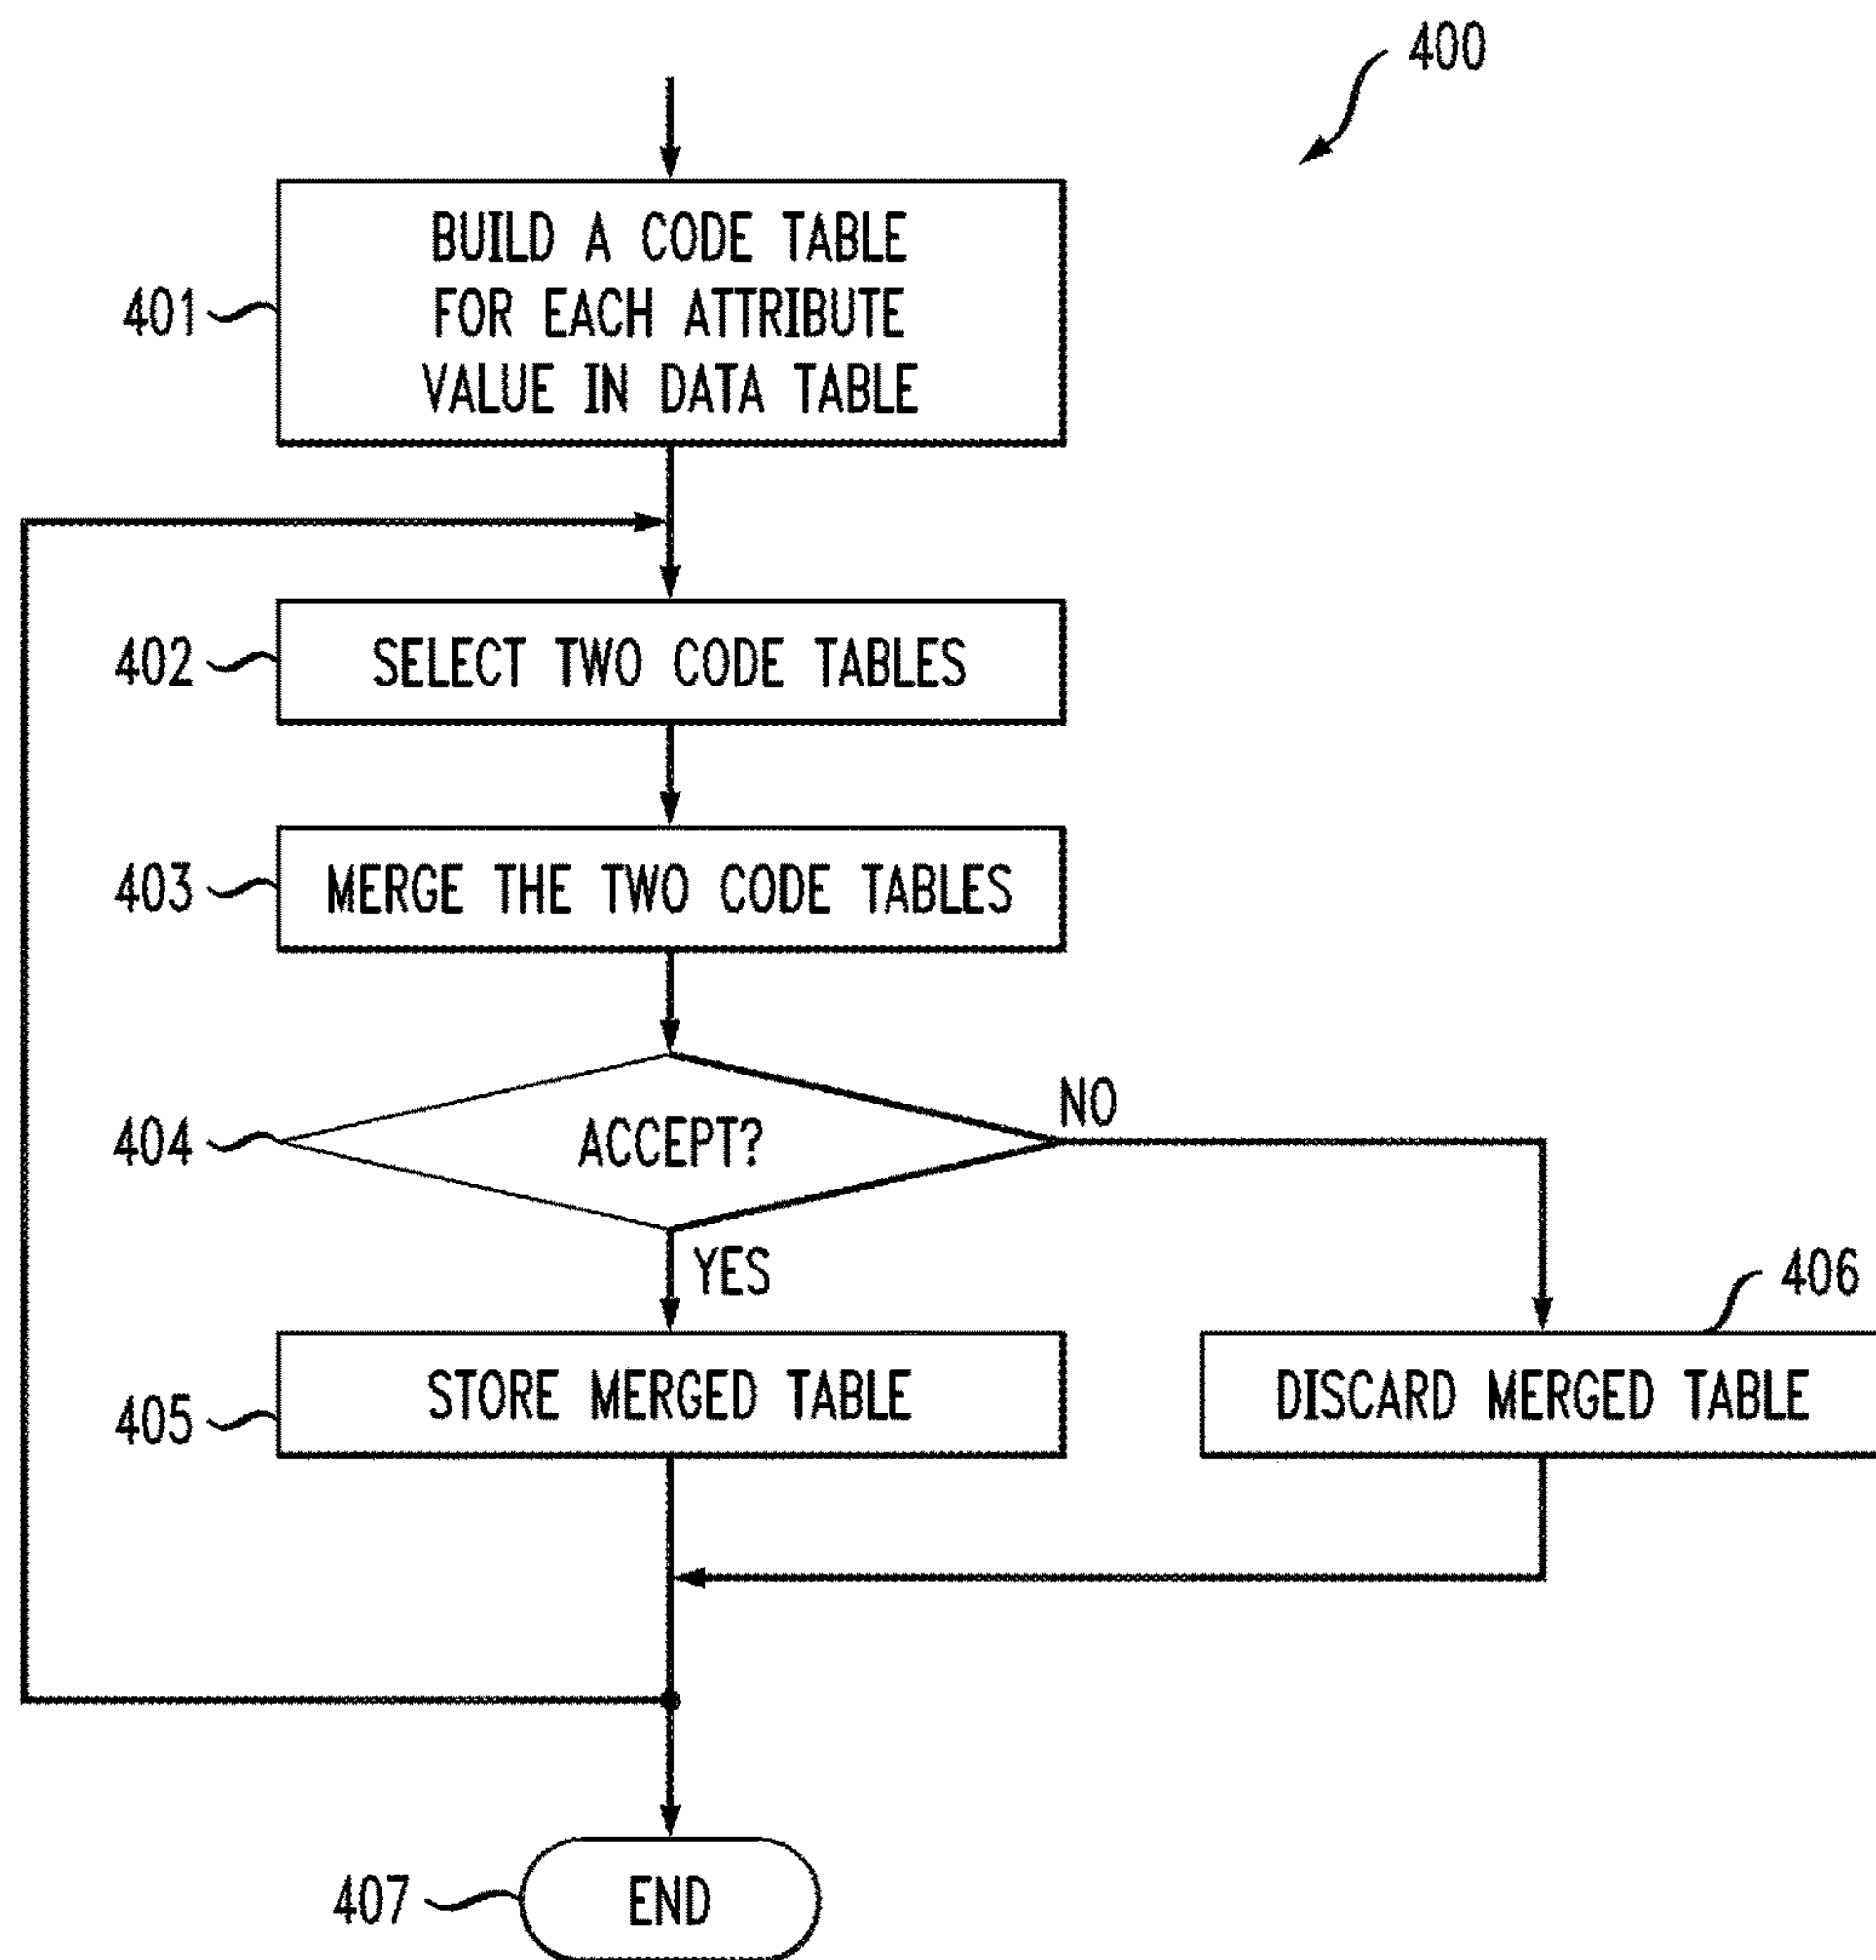 400
BUILD A CODE TABLE
FOR EACH ATTRIBUTE
VALUE IN DATA TABLE
401
402
SELECT TWO CODE TABLES
403
MERGE THE TWO CODE TABLES
404
ACCEPT?
NO
YES
406
405
STORE MERGED TABLE
DISCARD MERGED TABLE
407
END